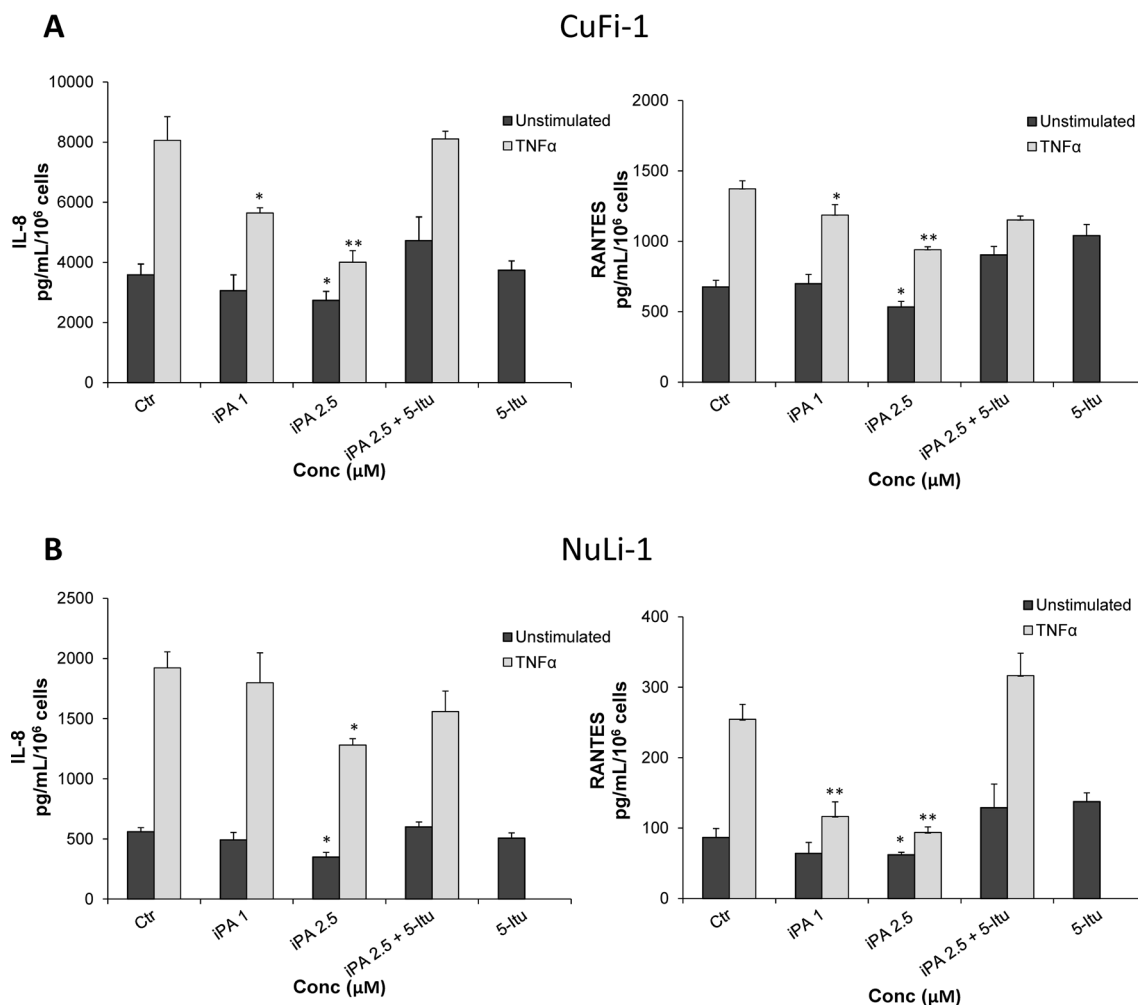 A
CuFi-1
10000
8000
6000
4000
2000
0
IL-8
pg/mL/10⁶ cells
Unstimulated
TNFα
*
*
**
Ctr
iPA 1
iPA 2.5
iPA 2.5 + 5-Itu
5-Itu
Conc (µM)
2000
1500
1000
500
0
RANTES
pg/mL/10⁶ cells
Unstimulated
TNFα
*
*
**
Ctr
iPA 1
iPA 2.5
iPA 2.5 + 5-Itu
5-Itu
Conc (µM)
B
NuLi-1
2500
2000
1500
1000
500
0
IL-8
pg/mL/10⁶ cells
Unstimulated
TNFα
*
*
Ctr
iPA 1
iPA 2.5
iPA 2.5 + 5-Itu
5-Itu
Conc (µM)
400
300
200
100
0
RANTES
pg/mL/10⁶ cells
Unstimulated
TNFα
**
*
**
Ctr
iPA 1
iPA 2.5
iPA 2.5 + 5-Itu
5-Itu
Conc (µM)